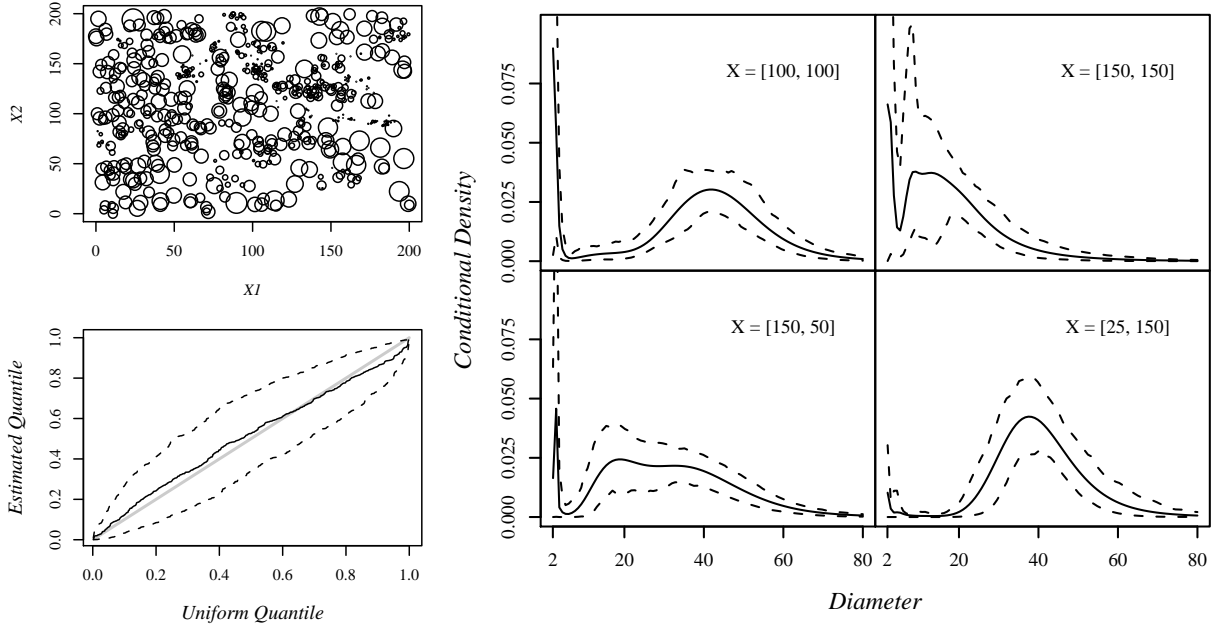 X2
200
150
100
50
0
0 50 100 150 200
X1
Estimated Quantile
1.0
0.8
0.6
0.4
0.2
0.0
0.0 0.2 0.4 0.6 0.8 1.0
Uniform Quantile
Conditional Density
0.075
0.050
0.025
0.000
X = [100, 100]
X = [150, 150]
0.075
0.050
0.025
0.000
X = [150, 50]
X = [25, 150]
2 20 40 60 80
2 20 40 60 80
Diameter